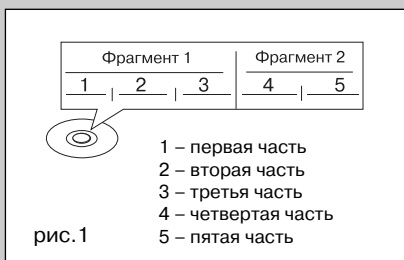 Фрагмент 1 Фрагмент 2
1 2 3 4 5
1 – первая часть
2 – вторая часть
3 – третья часть
4 – четвертая часть
5 – пятая часть
рис.1